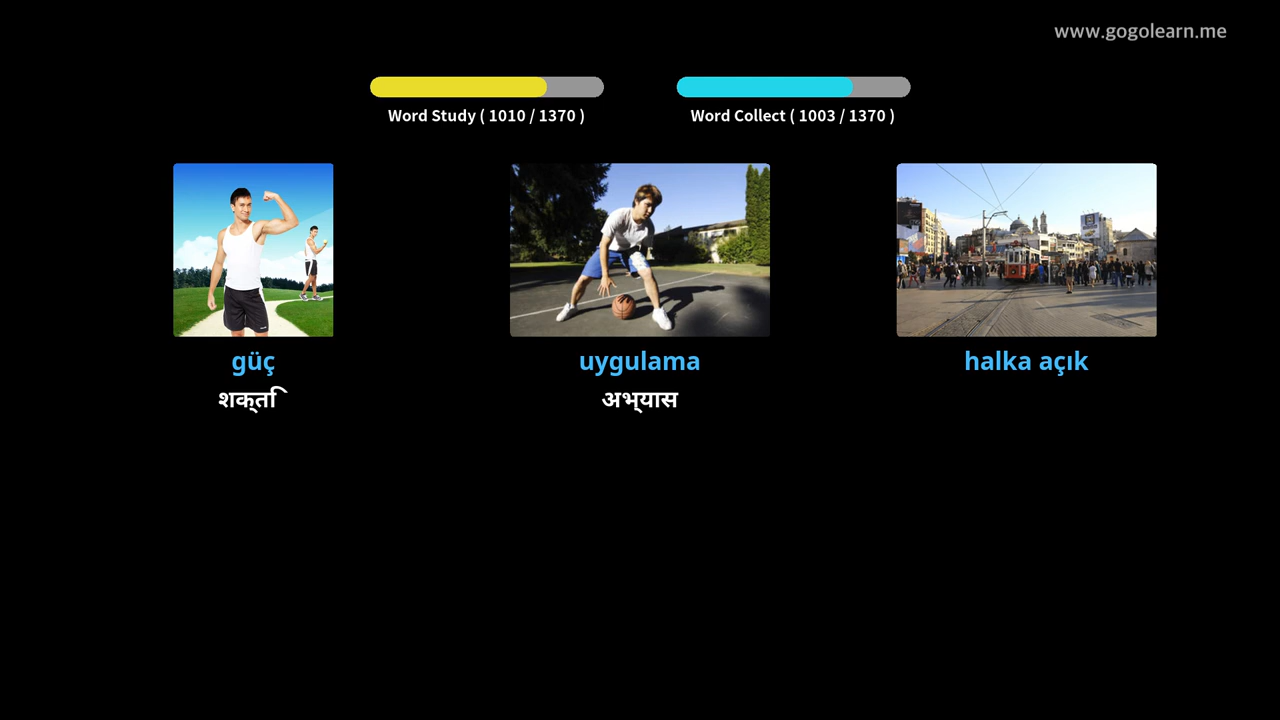 www.gogolearn.me
Word Study ( 1010 / 1370 )
Word Collect ( 1003 / 1370 )
güç
uygulama
halka açık
शक्ति
अभ्यास